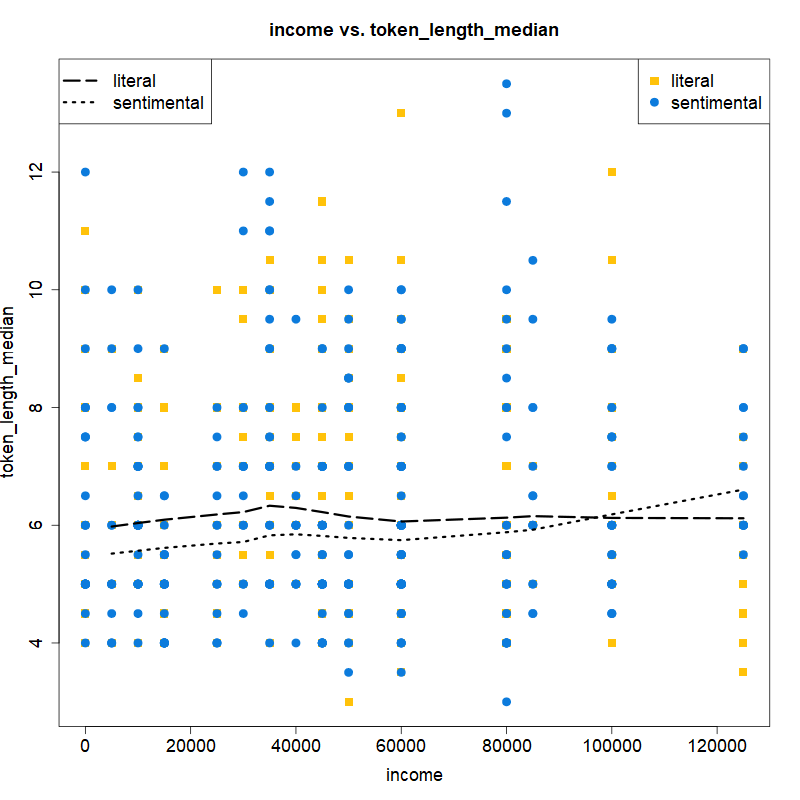 income vs. token_length_median
literal
sentimental
literal
sentimental
token_length_median
12
10
8
6
4
0 20000 40000 60000 80000 100000 120000
income